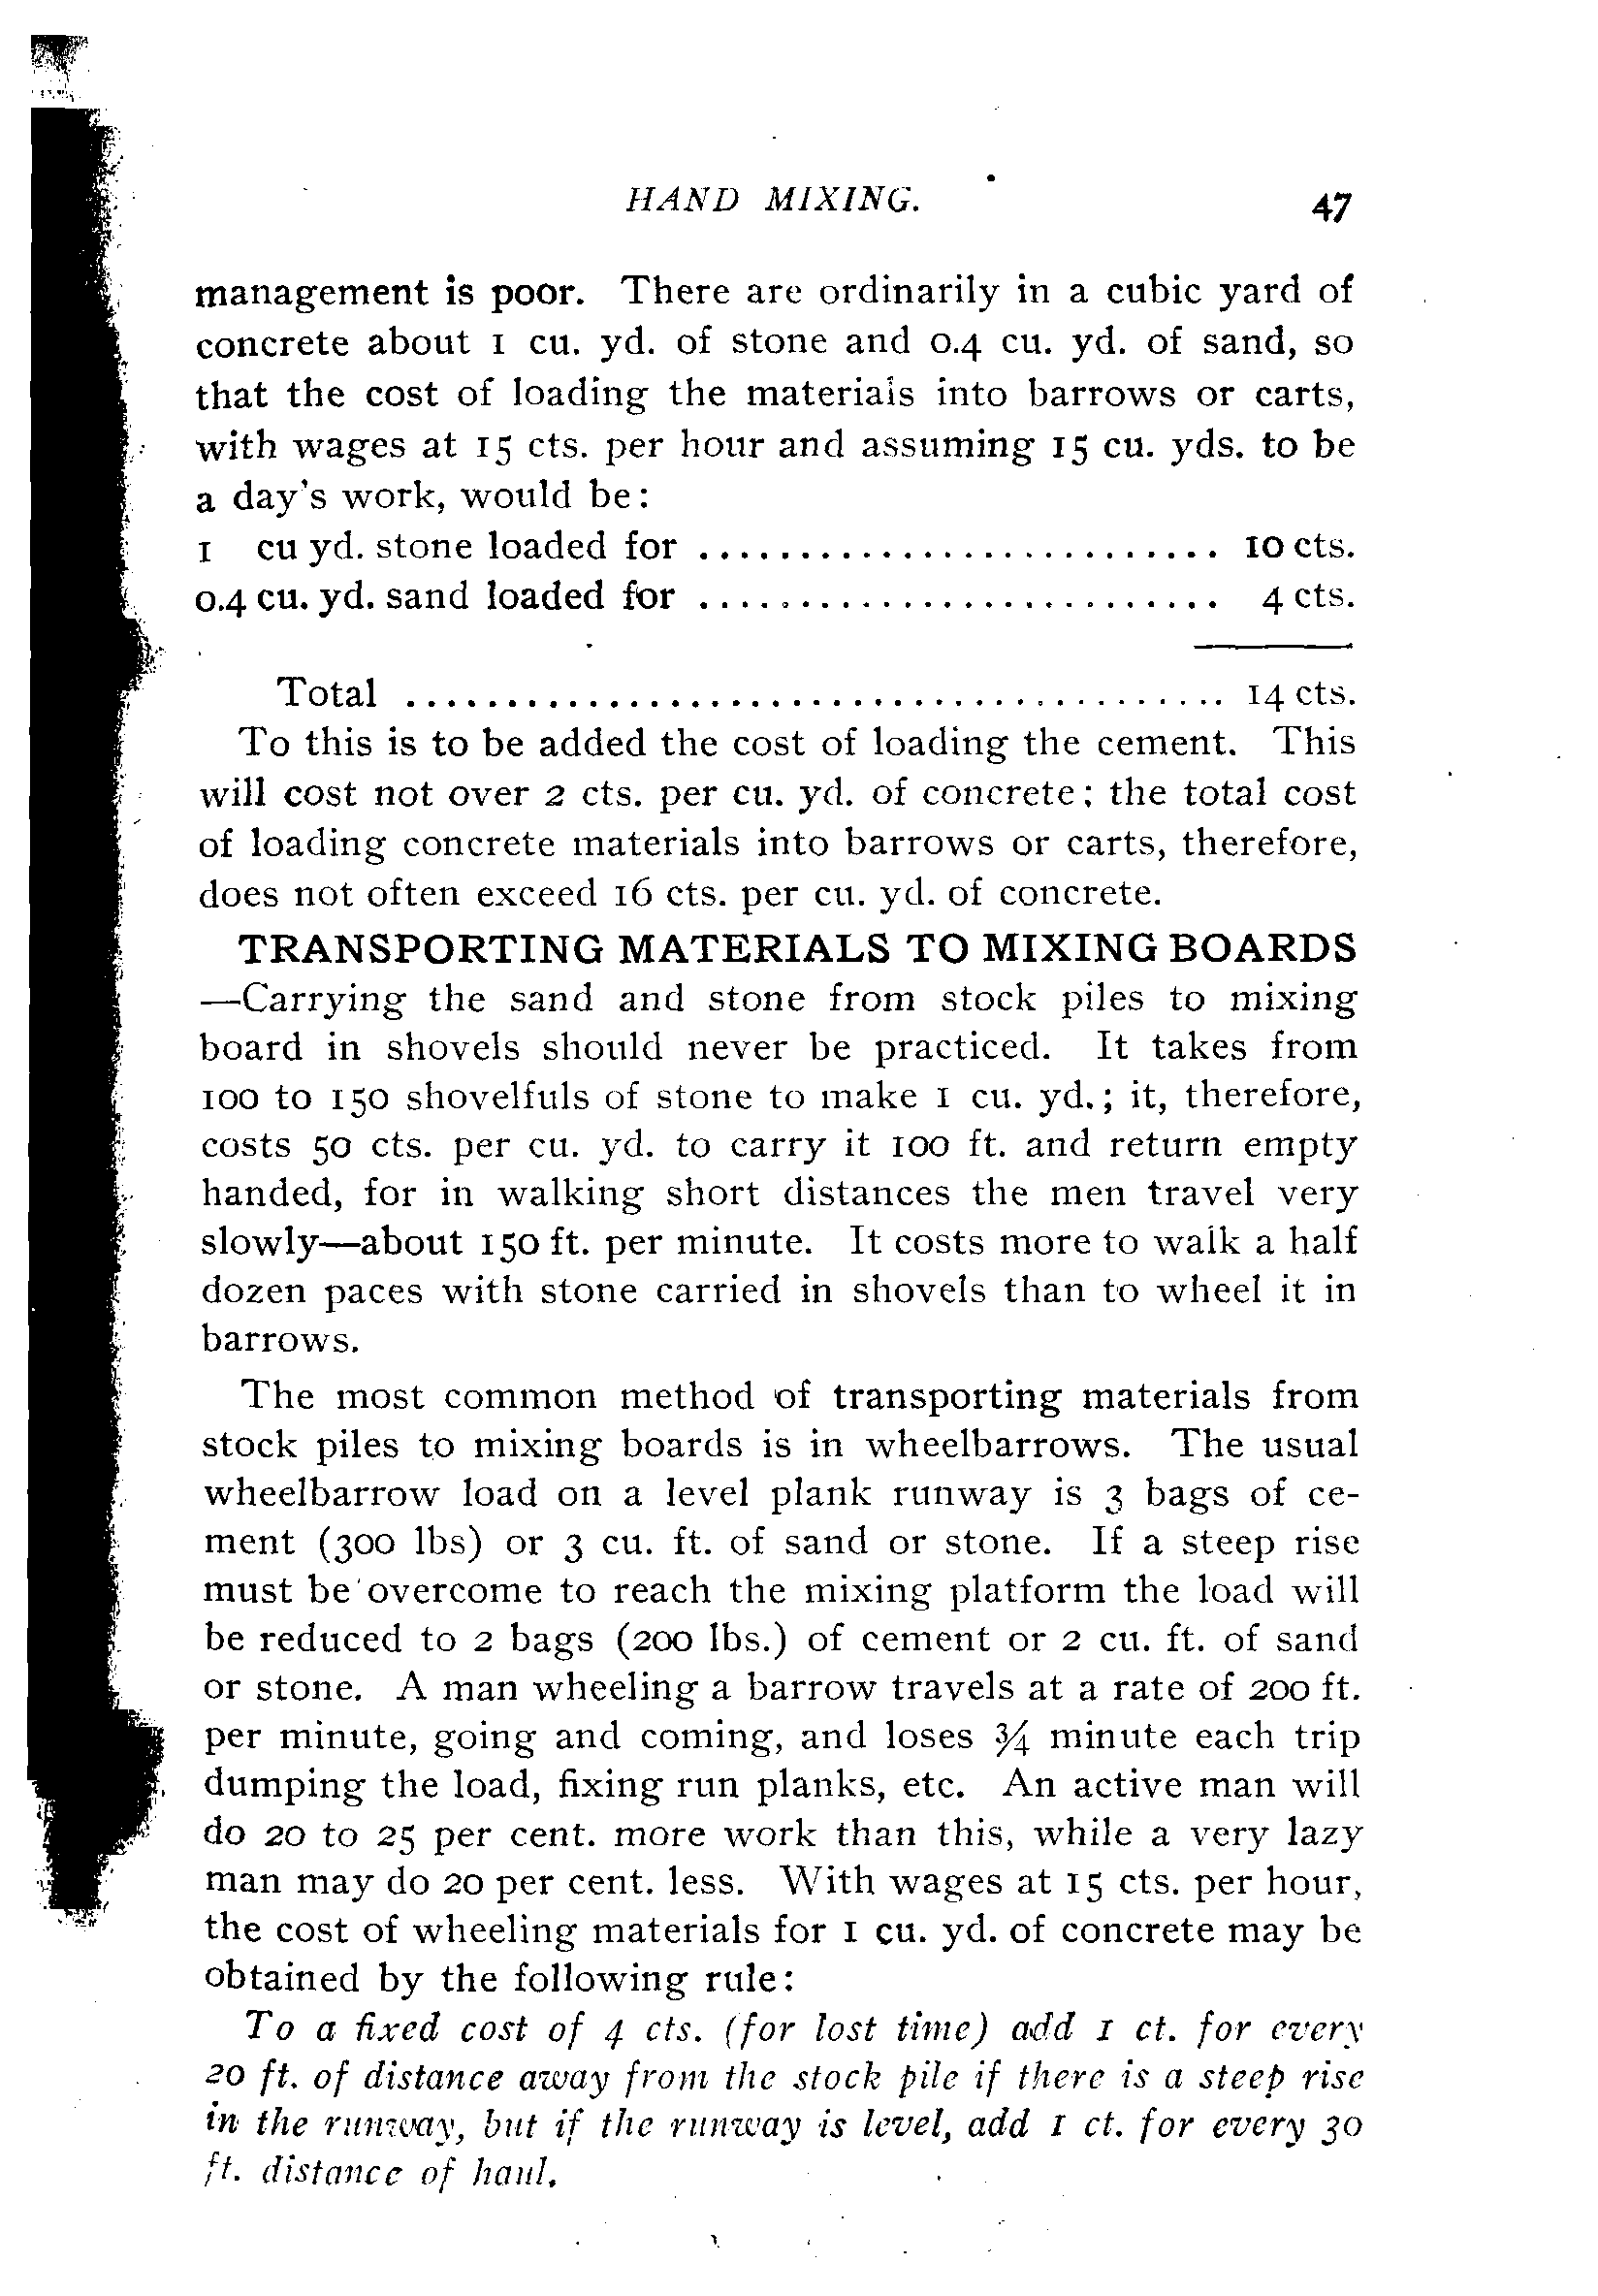 HAND MIXING. 47
management is poor. There are ordinarily in a cubic yard of
concrete about 1 cu. yd. of stone and 0.4 cu. yd. of sand, so
that the cost of loading the materials into barrows or carts,
with wages at 15 cts. per hour and assuming 15 cu. yds. to be
a day's work, would be:
1 cu yd. stone loaded for .......................... 10 cts.
0.4 cu. yd. sand loaded for .......................... 4 cts.
Total ......................................... 14 cts.
To this is to be added the cost of loading the cement. This
will cost not over 2 cts. per cu. yd. of concrete; the total cost
of loading concrete materials into barrows or carts, therefore,
does not often exceed 16 cts. per cu. yd. of concrete.
TRANSPORTING MATERIALS TO MIXING BOARDS
—Carrying the sand and stone from stock piles to mixing
board in shovels should never be practiced. It takes from
100 to 150 shovelfuls of stone to make 1 cu. yd.; it, therefore,
costs 50 cts. per cu. yd. to carry it 100 ft. and return empty
handed, for in walking short distances the men travel very
slowly—about 150 ft. per minute. It costs more to walk a half
dozen paces with stone carried in shovels than to wheel it in
barrows.
The most common method of transporting materials from
stock piles to mixing boards is in wheelbarrows. The usual
wheelbarrow load on a level plank runway is 3 bags of ce-
ment (300 lbs) or 3 cu. ft. of sand or stone. If a steep rise
must be overcome to reach the mixing platform the load will
be reduced to 2 bags (200 lbs.) of cement or 2 cu. ft. of sand
or stone. A man wheeling a barrow travels at a rate of 200 ft.
per minute, going and coming, and loses ¾ minute each trip
dumping the load, fixing run planks, etc. An active man will
do 20 to 25 per cent. more work than this, while a very lazy
man may do 20 per cent. less. With wages at 15 cts. per hour,
the cost of wheeling materials for 1 cu. yd. of concrete may be
obtained by the following rule:
To a fixed cost of 4 cts. (for lost time) add 1 ct. for every
20 ft. of distance away from the stock pile if there is a steep rise
in the runway, but if the runway is level, add 1 ct. for every 30
ft. distance of haul.